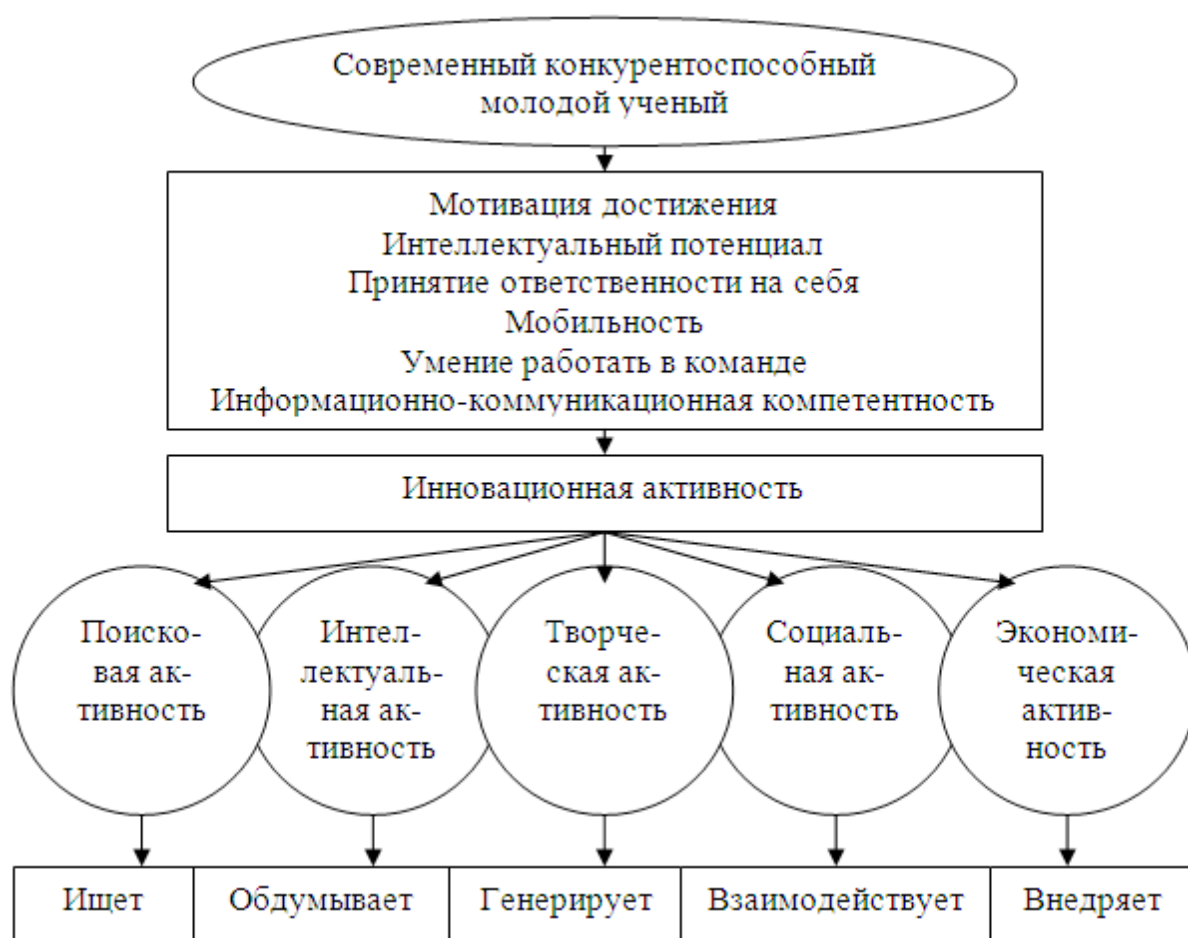 Современный конкурентоспособный
молодой ученый
Мотивация достижения
Интеллектуальный потенциал
Принятие ответственности на себя
Мобильность
Умение работать в команде
Информационно-коммуникационная компетентность
Инновационная активность
Поиско-
вая ак-
тивность
Интел-
лектуаль-
ная ак-
тивность
Творче-
ская ак-
тивность
Социаль-
ная ак-
тивность
Экономи-
ческая
актив-
ность
Ищет
Обдумывает
Генерирует
Взаимодействует
Внедряет